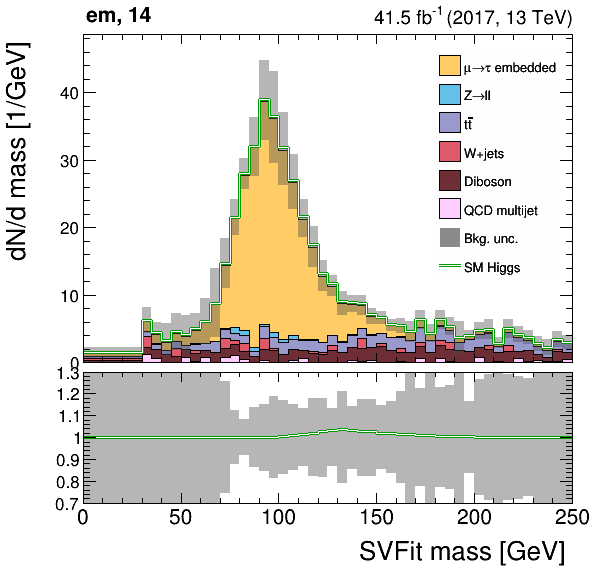 em, 14
41.5 fb⁻¹ (2017, 13 TeV)
dN/d mass [1/GeV]
40
30
20
10
0
μ→τ embedded
Z→ll
tt̅
W+jets
Diboson
QCD multijet
Bkg. unc.
SM Higgs
1.3
1.2
1.1
1
0.9
0.8
0.7
0 50 100 150 200 250
SVFit mass [GeV]